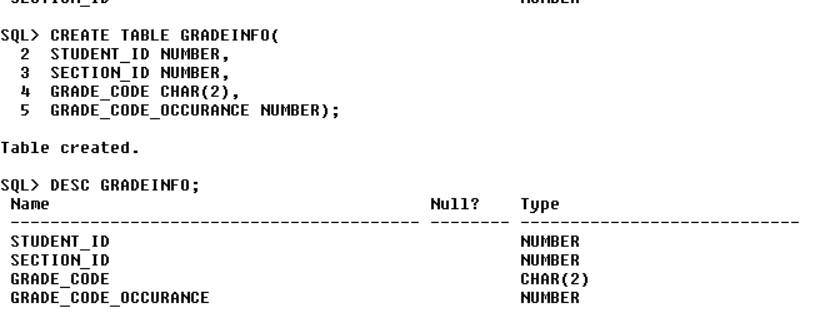 SQL> CREATE TABLE GRADEINFO(
2 STUDENT_ID NUMBER,
3 SECTION_ID NUMBER,
4 GRADE_CODE CHAR(2),
5 GRADE_CODE_OCCURANCE NUMBER);
Table created.
SQL> DESC GRADEINFO;
Name Null? Type
----------------------------------------- -------- ----------------------------
STUDENT_ID NUMBER
SECTION_ID NUMBER
GRADE_CODE CHAR(2)
GRADE_CODE_OCCURANCE NUMBER